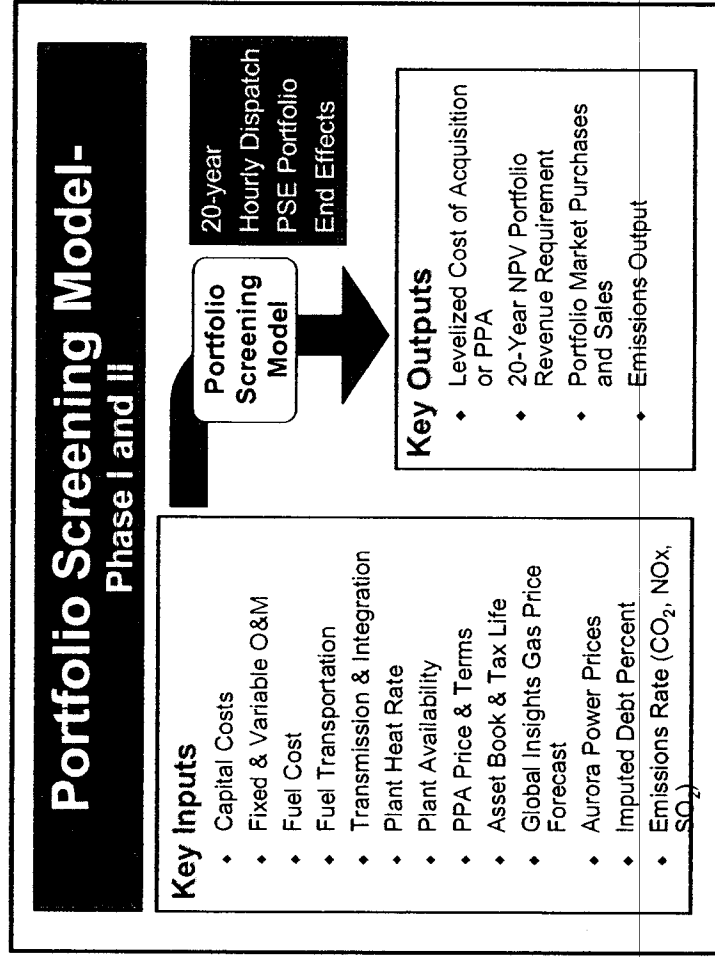 Portfolio Screening Model-
Phase I and II
Key Inputs
♦ Capital Costs
♦ Fixed & Variable O&M
♦ Fuel Cost
♦ Fuel Transportation
♦ Transmission & Integration
♦ Plant Heat Rate
♦ Plant Availability
♦ PPA Price & Terms
♦ Asset Book & Tax Life
♦ Global Insights Gas Price
Forecast
♦ Aurora Power Prices
♦ Imputed Debt Percent
♦ Emissions Rate (CO₂, NOx,
SO₂)
Portfolio
Screening
Model
20-year
Hourly Dispatch
PSE Portfolio
End Effects
Key Outputs
♦ Levelized Cost of Acquisition
or PPA
♦ 20-Year NPV Portfolio
Revenue Requirement
♦ Portfolio Market Purchases
and Sales
♦ Emissions Output